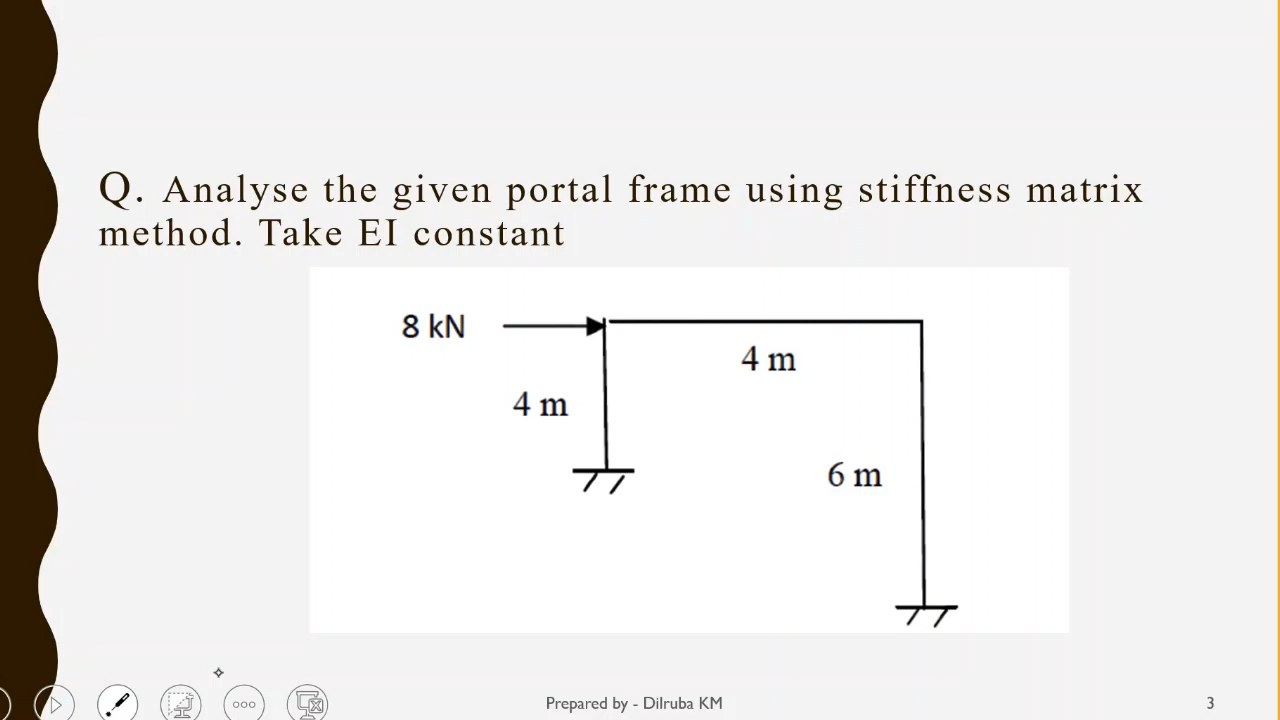 Q. Analyse the given portal frame using stiffness matrix
method. Take EI constant
8 kN
4 m
4 m
6 m
Prepared by - Dilruba KM
3